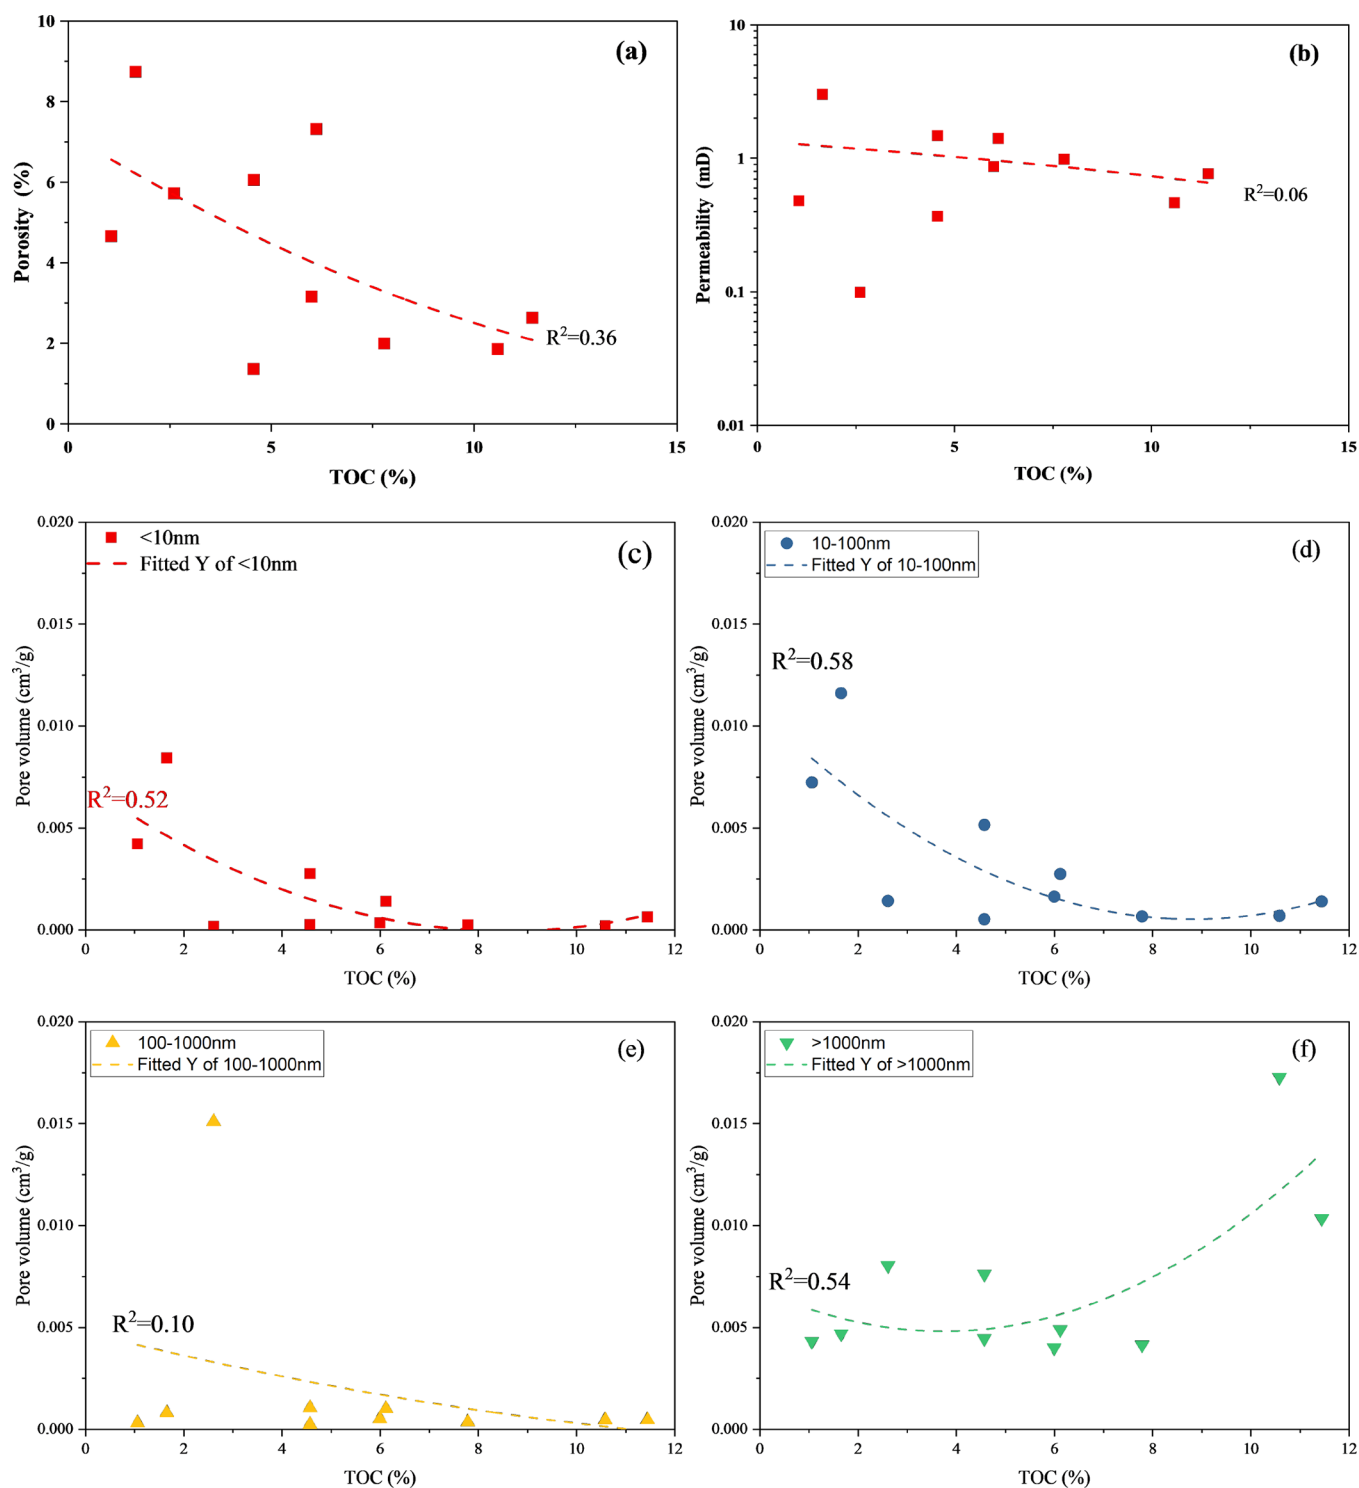 (a)
10
8
6
4
2
0
Porosity (%)
R²=0.36
0 5 10 15
TOC (%)
(b)
10
1
0.1
0.01
Permeability (mD)
R²=0.06
0 5 10 15
TOC (%)
(c)
<10nm
Fitted Y of <10nm
0.020
0.015
0.010
0.005
0.000
Pore volume (cm³/g)
R²=0.52
0 2 4 6 8 10 12
TOC (%)
(d)
10-100nm
Fitted Y of 10-100nm
0.020
0.015
0.010
0.005
0.000
Pore volume (cm³/g)
R²=0.58
0 2 4 6 8 10 12
TOC (%)
(e)
100-1000nm
Fitted Y of 100-1000nm
0.020
0.015
0.010
0.005
0.000
Pore volume (cm³/g)
R²=0.10
0 2 4 6 8 10 12
TOC (%)
(f)
>1000nm
Fitted Y of >1000nm
0.020
0.015
0.010
0.005
0.000
Pore volume (cm³/g)
R²=0.54
0 2 4 6 8 10 12
TOC (%)